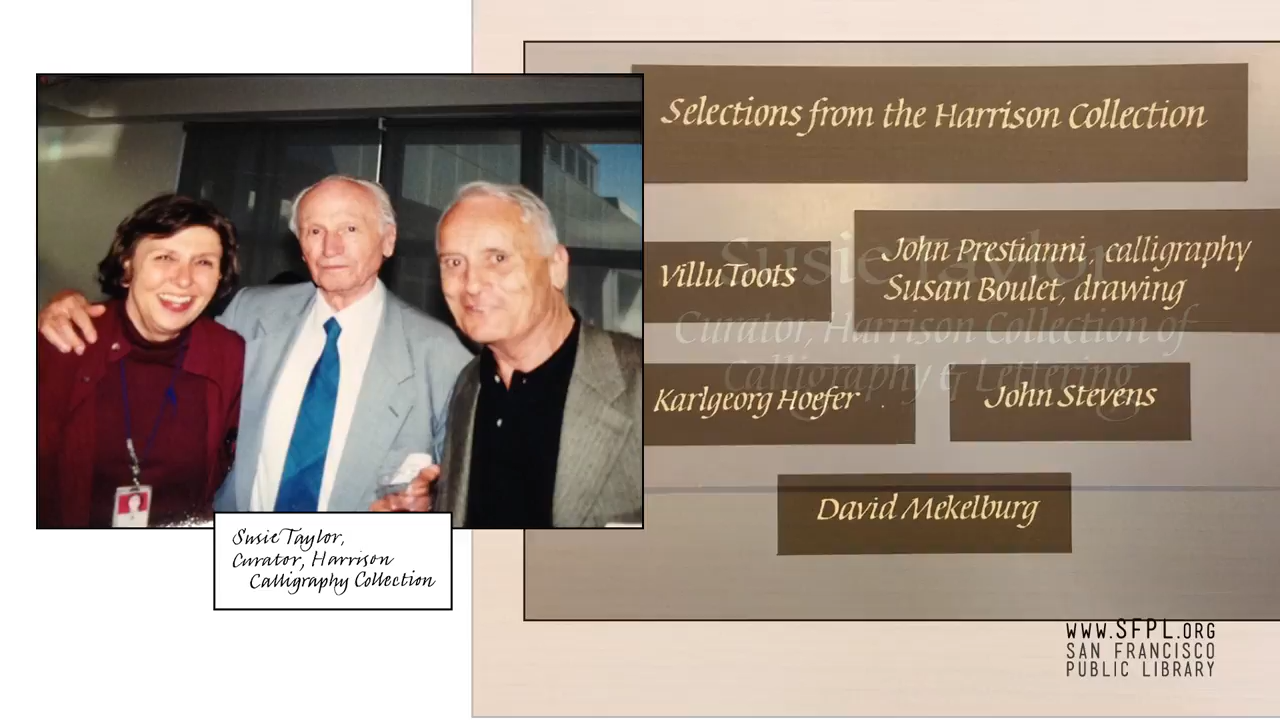 Selections from the Harrison Collection
Villu Toots
John Prestianni, calligraphy
Susan Boulet, drawing
Susie Taylor
Curator, Harrison Collection of
Calligraphy & Lettering
Karlgeorg Hoefer
John Stevens
David Mekelburg
Susie Taylor,
Curator, Harrison
Calligraphy Collection
www.SFPL.ORG
SAN FRANCISCO
PUBLIC LIBRARY